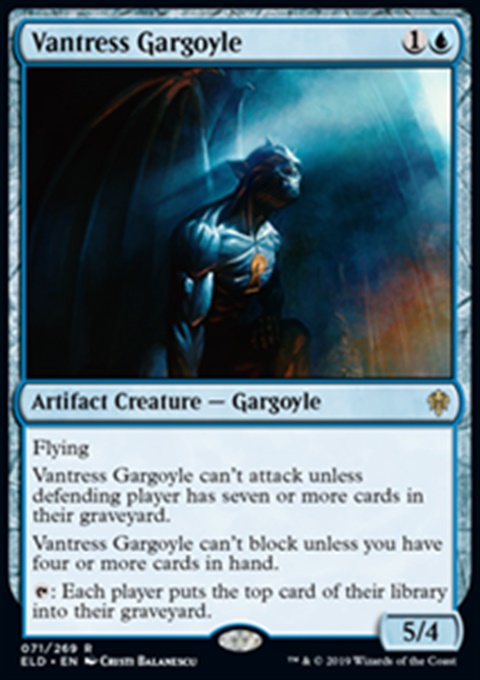 Vantress Gargoyle 1
Artifact Creature — Gargoyle
Flying
Vantress Gargoyle can't attack unless
defending player has seven or more cards in
their graveyard.
Vantress Gargoyle can't block unless you have
four or more cards in hand.
: Each player puts the top card of their library
into their graveyard.
5/4
071/269 R
ELD • EN Cristi Balanescu
™ & © 2019 Wizards of the Coast